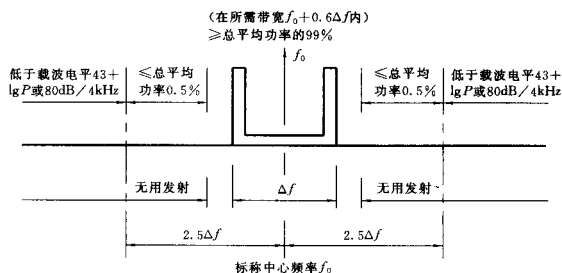 (在所需带宽f₀+0.6Δf内)
≥总平均功率的99%
f₀
低于载波电平43+
lgP或80dB/4kHz
≤总平均
功率0.5%
≤总平均
功率0.5%
低于载波电平43+
lgP或80dB/4kHz
无用发射
Δf
无用发射
2.5Δf
2.5Δf
标称中心频率f₀